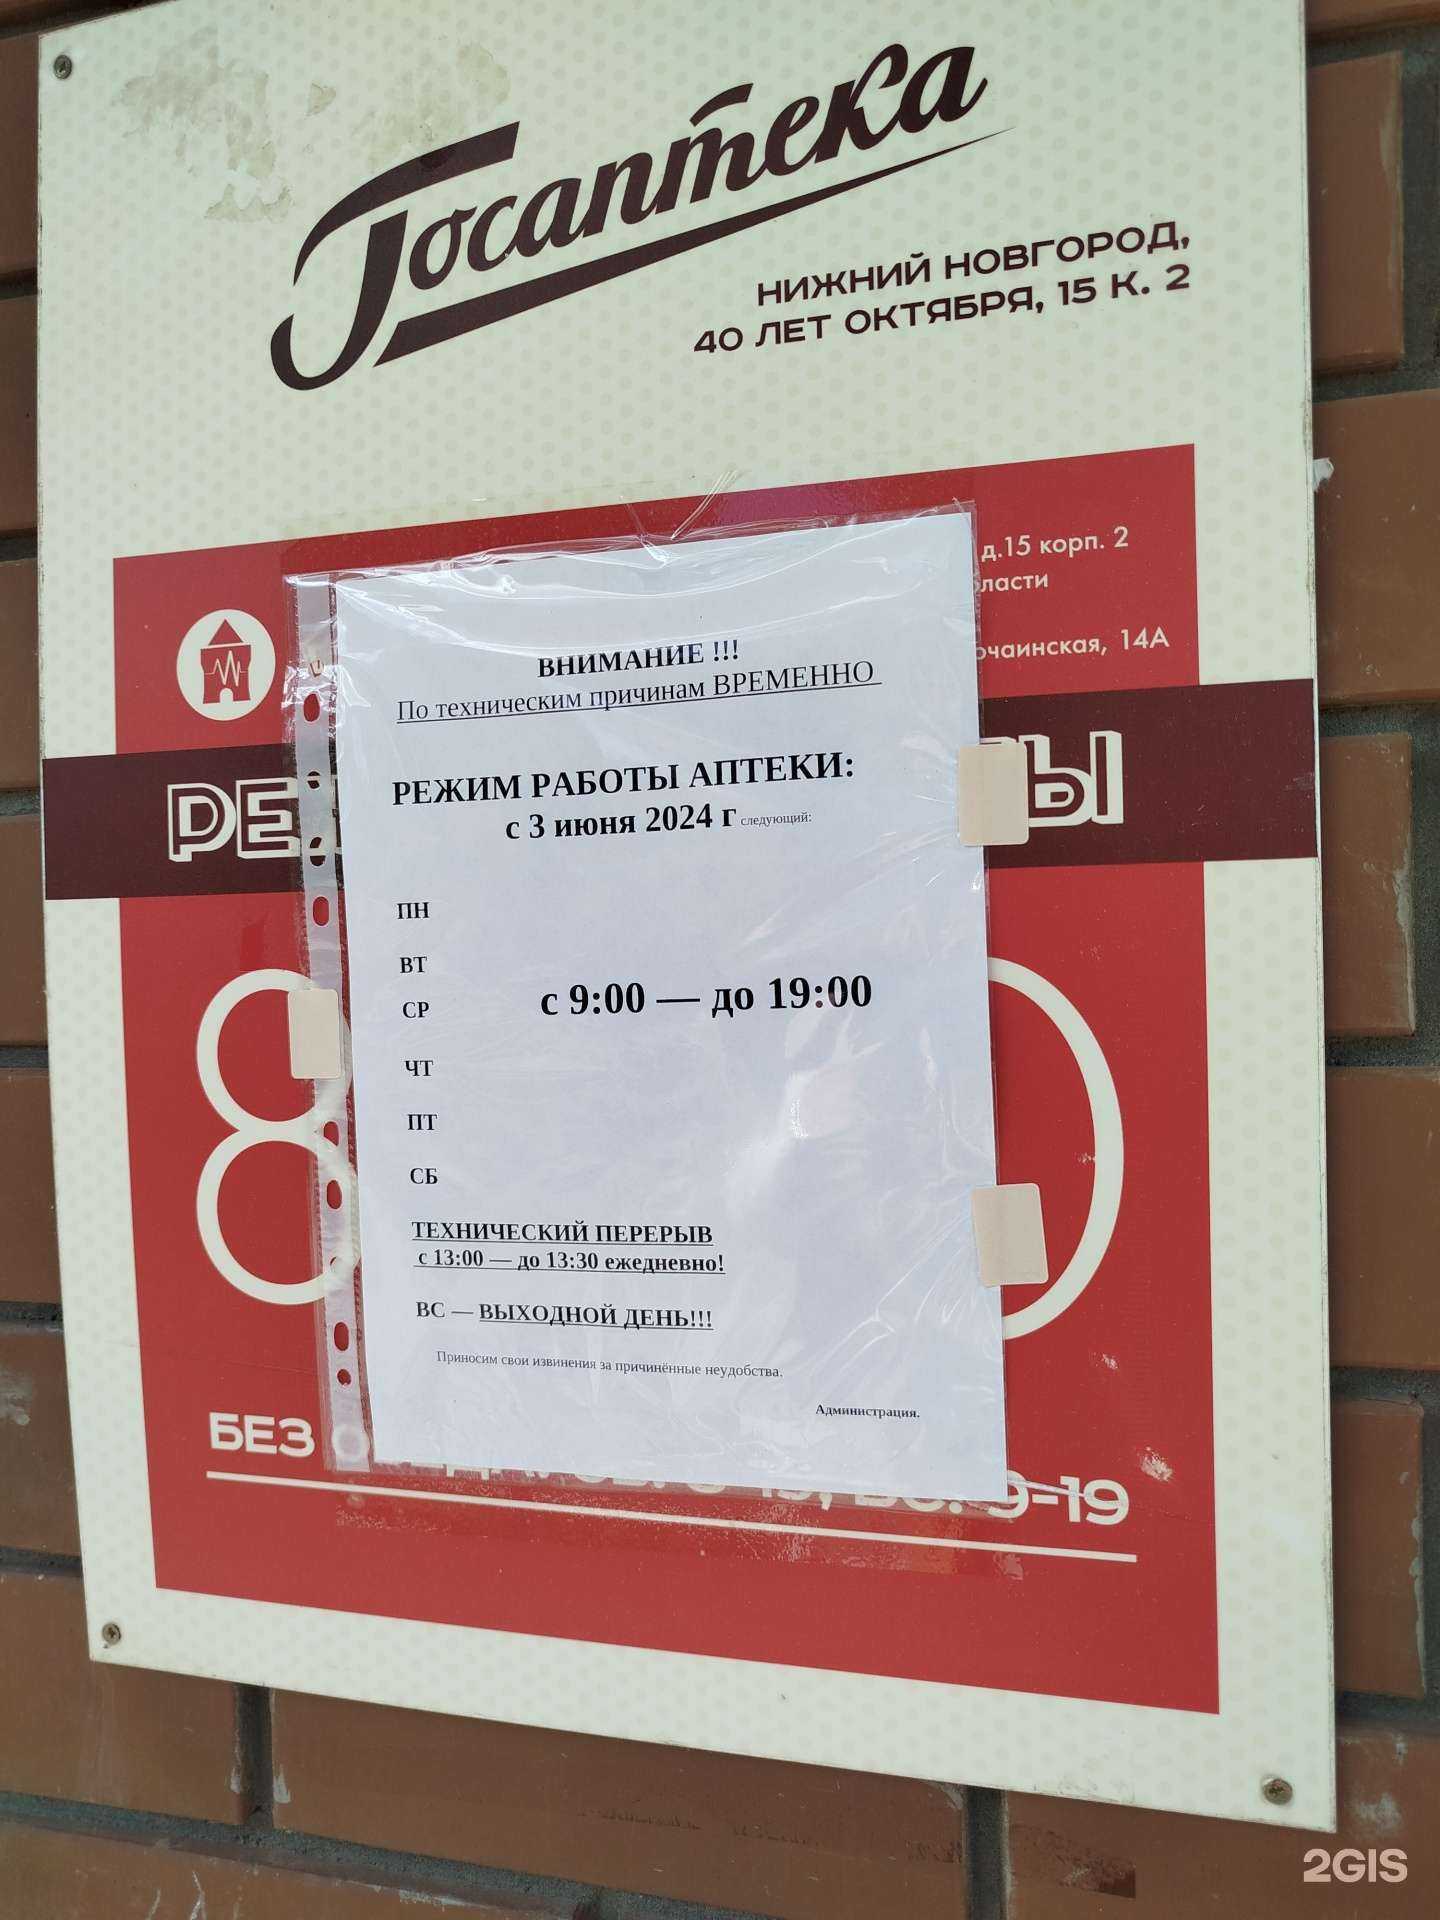 Госаптека
НИЖНИЙ НОВГОРОД,
40 ЛЕТ ОКТЯБРЯ, 15 К. 2
д.15 корп. 2
14А
ВНИМАНИЕ !!!
По техническим причинам ВРЕМЕННО
РЕЖИМ РАБОТЫ АПТЕКИ:
с 3 июня 2024 г следующий:
ПН
ВТ
СР с 9:00 — до 19:00
ЧТ
ПТ
СБ
ТЕХНИЧЕСКИЙ ПЕРЕРЫВ
с 13:00 — до 13:30 ежедневно!
ВС — ВЫХОДНОЙ ДЕНЬ!!!
Приносим свои извинения за причинённые неудобства.
Администрация.
БЕЗ 9-19
2GIS